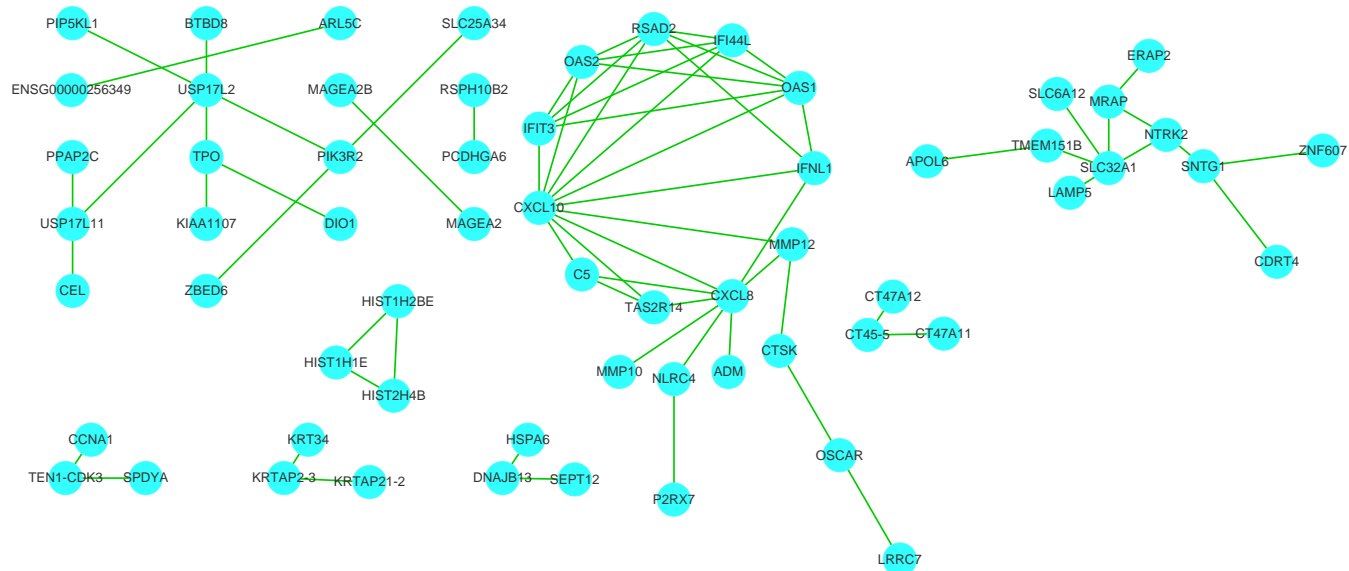 PIP5KL1
BTBD8
ARL5C
SLC25A34
RSAD2
IFI44L
ERAP2
OAS2
ENSG00000256349
USP17L2
MAGEA2B
RSPH10B2
OAS1
SLC6A12
MRAP
IFIT3
NTRK2
TMEM151B
ZNF607
PPAP2C
TPO
PIK3R2
PCDHGA6
IFNL1
APOL6
SLC32A1
SNTG1
LAMP5
CXCL10
USP17L11
KIAA1107
DIO1
MAGEA2
MMP12
CDRT4
C5
CEL
ZBED6
CXCL8
CT47A12
HIST1H2BE
TAS2R14
CT45-5
CT47A11
CTSK
HIST1H1E
MMP10
NLRC4
ADM
HIST2H4B
CCNA1
KRT34
HSPA6
OSCAR
TEN1-CDK3
SPDYA
KRTAP2-3
KRTAP21-2
DNAJB13
SEPT12
P2RX7
LRRC7